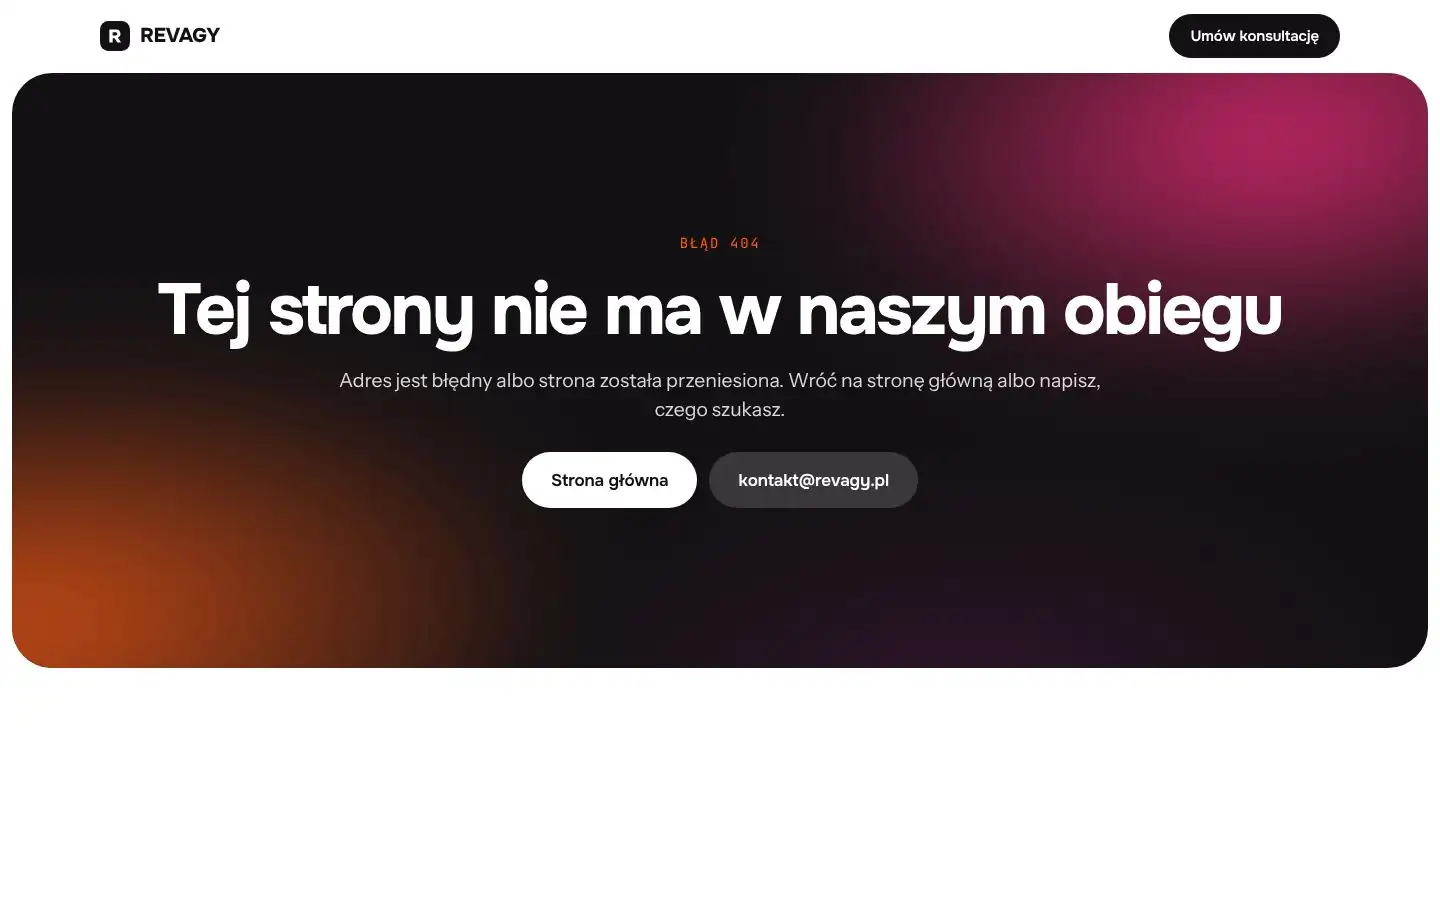 R REVAGY
Umów konsultację
BŁĄD 404
Tej strony nie ma w naszym obiegu
Adres jest błędny albo strona została przeniesiona. Wróć na stronę główną albo napisz,
czego szukasz.
Strona główna
kontakt@revagy.pl